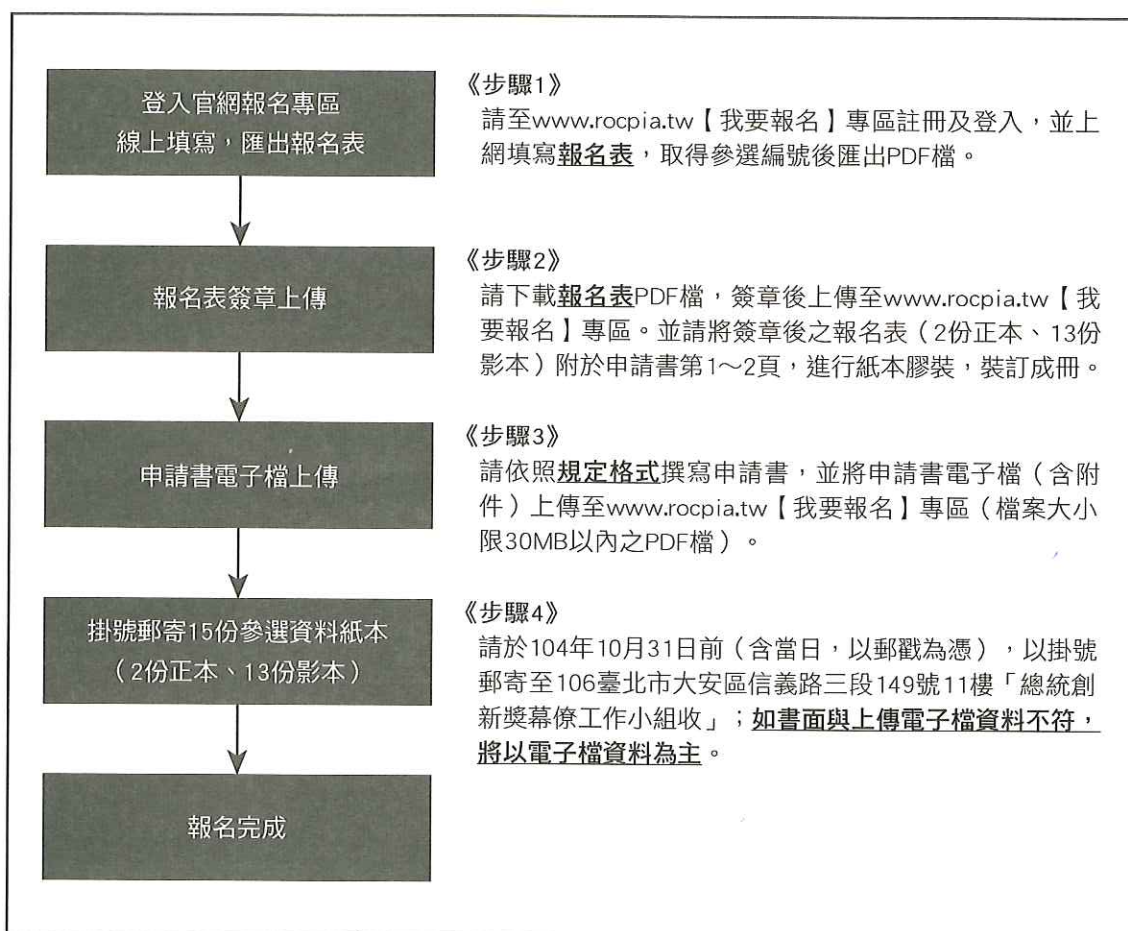 登入官網報名專區
線上填寫，匯出報名表
《步驟1》
請至www.rocpia.tw【我要報名】專區註冊及登入，並上
網填寫報名表，取得參選編號後匯出PDF檔。
報名表簽章上傳
《步驟2》
請下載報名表PDF檔，簽章後上傳至www.rocpia.tw【我
要報名】專區。並請將簽章後之報名表（2份正本、13份
影本）附於申請書第1～2頁，進行紙本膠裝，裝訂成冊。
申請書電子檔上傳
《步驟3》
請依照規定格式撰寫申請書，並將申請書電子檔（含附
件）上傳至www.rocpia.tw【我要報名】專區（檔案大小
限30MB以內之PDF檔）。
掛號郵寄15份參選資料紙本
（2份正本、13份影本）
《步驟4》
請於104年10月31日前（含當日，以郵戳為憑），以掛號
郵寄至106臺北市大安區信義路三段149號11樓「總統創
新獎幕僚工作小組收」；如書面與上傳電子檔資料不符，
將以電子檔資料為主。
報名完成